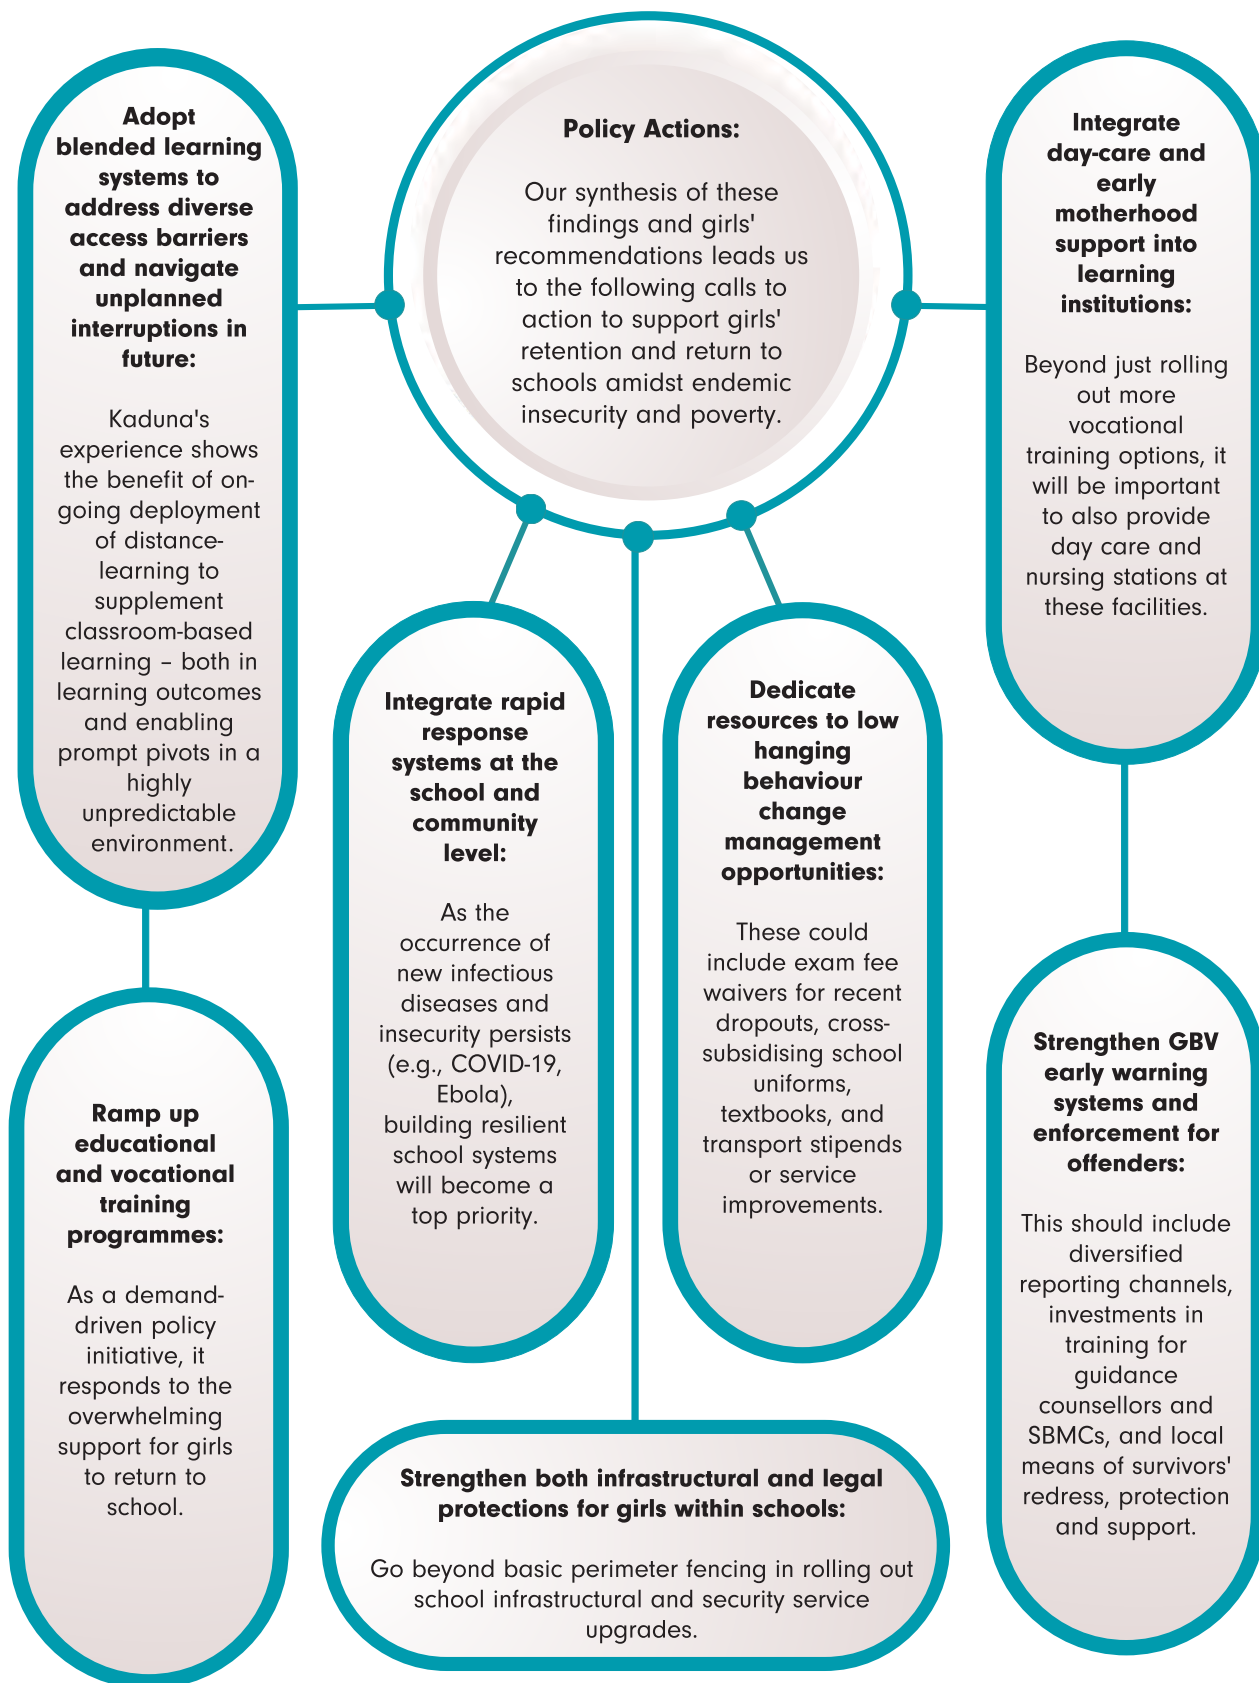 Policy Actions:
Our synthesis of these
findings and girls'
recommendations leads us
to the following calls to
action to support girls'
retention and return to
schools amidst endemic
insecurity and poverty.
Adopt
blended learning
systems to
address diverse
access barriers
and navigate
unplanned
interruptions in
future:
Kaduna's
experience shows
the benefit of on-
going deployment
of distance-
learning to
supplement
classroom-based
learning – both in
learning outcomes
and enabling
prompt pivots in a
highly
unpredictable
environment.
Ramp up
educational
and vocational
training
programmes:
As a demand-
driven policy
initiative, it
responds to the
overwhelming
support for girls
to return to
school.
Integrate rapid
response
systems at the
school and
community
level:
As the
occurrence of
new infectious
diseases and
insecurity persists
(e.g., COVID-19,
Ebola),
building resilient
school systems
will become a
top priority.
Strengthen both infrastructural and legal
protections for girls within schools:
Go beyond basic perimeter fencing in rolling out
school infrastructural and security service
upgrades.
Dedicate
resources to low
hanging
behaviour
change
management
opportunities:
These could
include exam fee
waivers for recent
dropouts, cross-
subsidising school
uniforms,
textbooks, and
transport stipends
or service
improvements.
Integrate
day-care and
early
motherhood
support into
learning
institutions:
Beyond just rolling
out more
vocational
training options, it
will be important
to also provide
day care and
nursing stations at
these facilities.
Strengthen GBV
early warning
systems and
enforcement for
offenders:
This should include
diversified
reporting channels,
investments in
training for
guidance
counsellors and
SBMCs, and local
means of survivors'
redress, protection
and support.